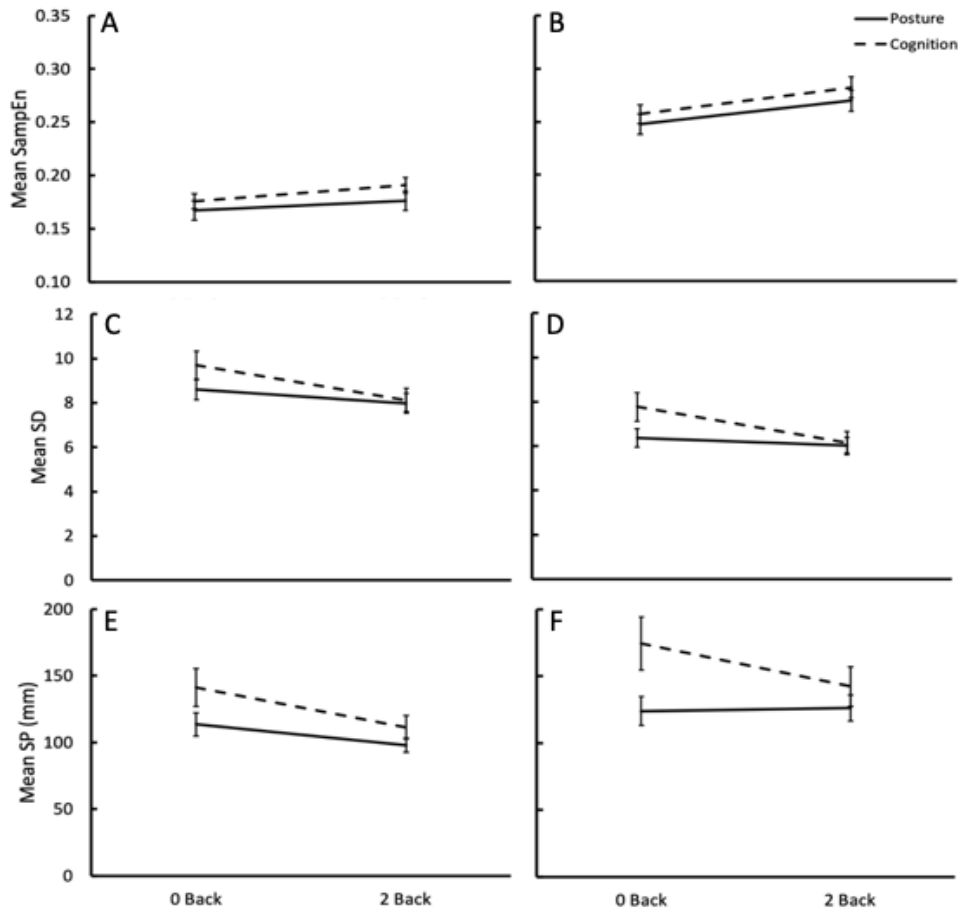 A
B
Posture
Cognition
Mean SampEn
0.35
0.30
0.25
0.20
0.15
0.10
C
D
Mean SD
12
10
8
6
4
2
0
E
F
Mean SP (mm)
200
150
100
50
0
0 Back
2 Back
0 Back
2 Back